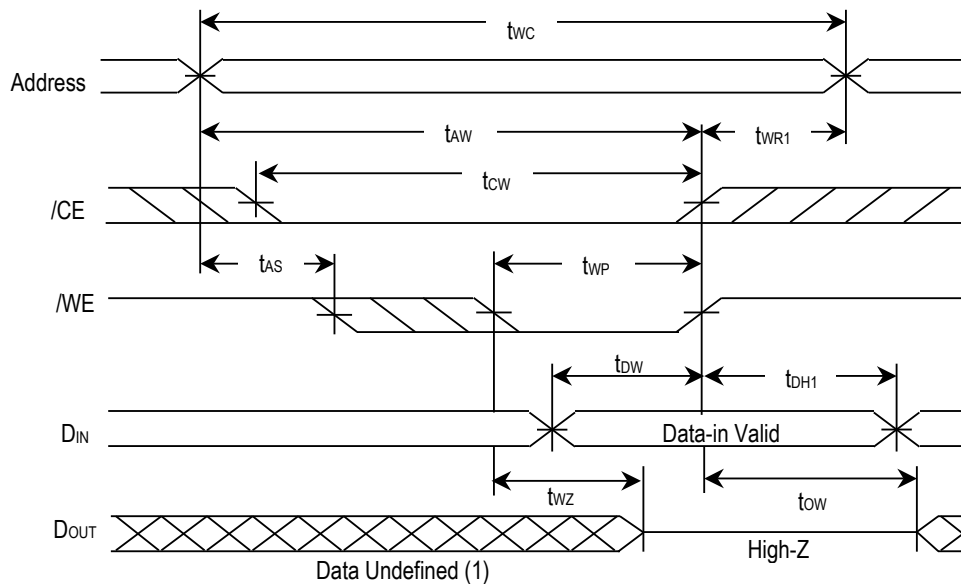 tWC
Address
tAW
tWR1
tCW
/CE
tAS
tWP
/WE
tDW
tDH1
DIN
Data-in Valid
tWZ
tOW
DOUT
High-Z
Data Undefined (1)